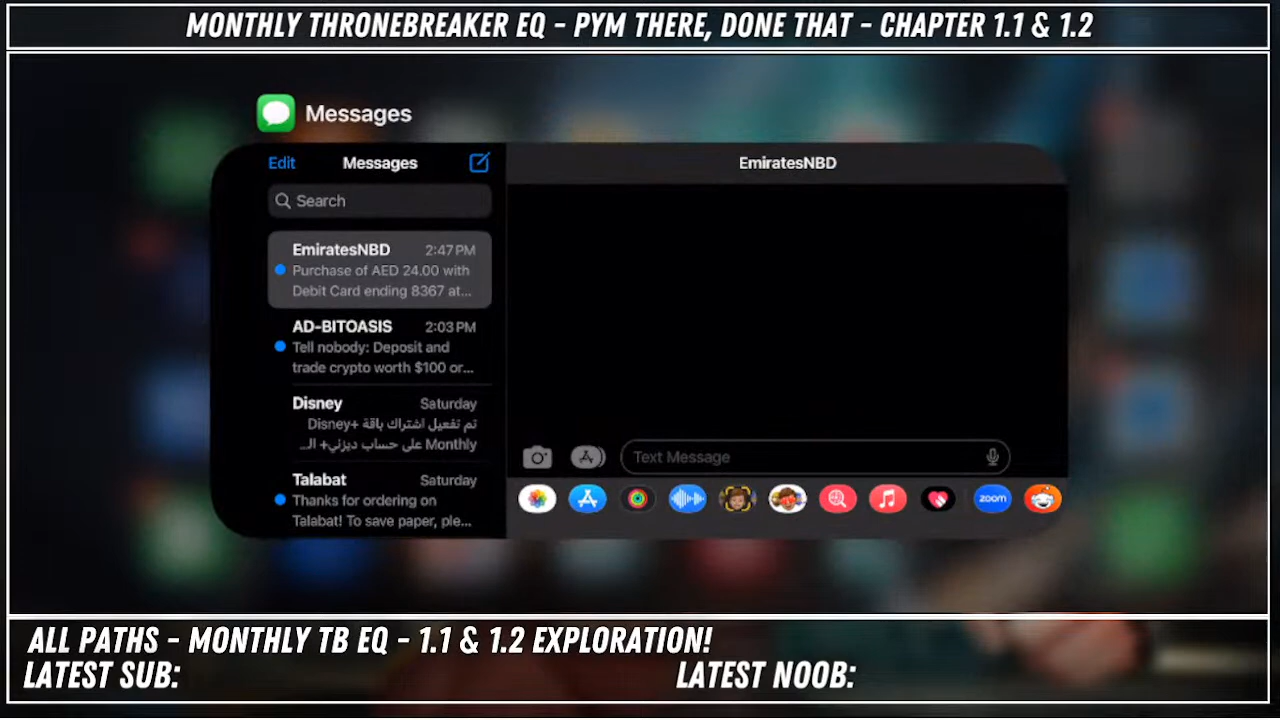 MONTHLY THRONEBREAKER EQ - PYM THERE, DONE THAT - CHAPTER 1.1 & 1.2
Messages
Edit
Messages
EmiratesNBD
Search
EmiratesNBD 2:47 PM
Purchase of AED 24.00 with
Debit Card ending 8367 at...
AD-BITOASIS 2:03 PM
Tell nobody: Deposit and
trade crypto worth $100 or...
Disney Saturday
تم تفعيل اشتراك باقة Disney+
Monthly على حساب ديزني+ الـ...
Talabat Saturday
Thanks for ordering on
Talabat! To save paper, ple...
Text Message
zoom
ALL PATHS - MONTHLY TB EQ - 1.1 & 1.2 EXPLORATION!
LATEST SUB:
LATEST NOOB: